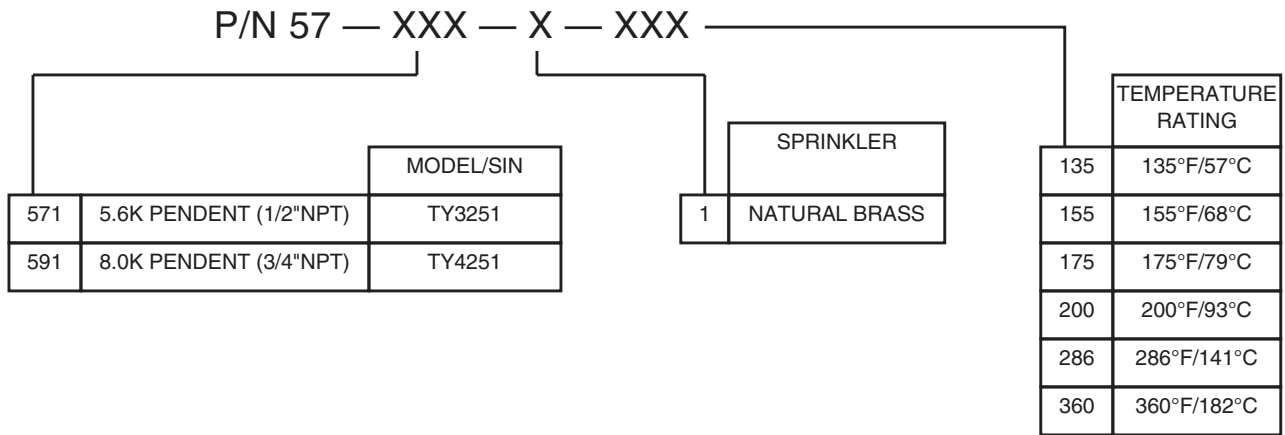 P/N 57 — XXX — X — XXX
MODEL/SIN
571 5.6K PENDENT (1/2"NPT) TY3251
591 8.0K PENDENT (3/4"NPT) TY4251
SPRINKLER
1 NATURAL BRASS
TEMPERATURE
RATING
135 135°F/57°C
155 155°F/68°C
175 175°F/79°C
200 200°F/93°C
286 286°F/141°C
360 360°F/182°C